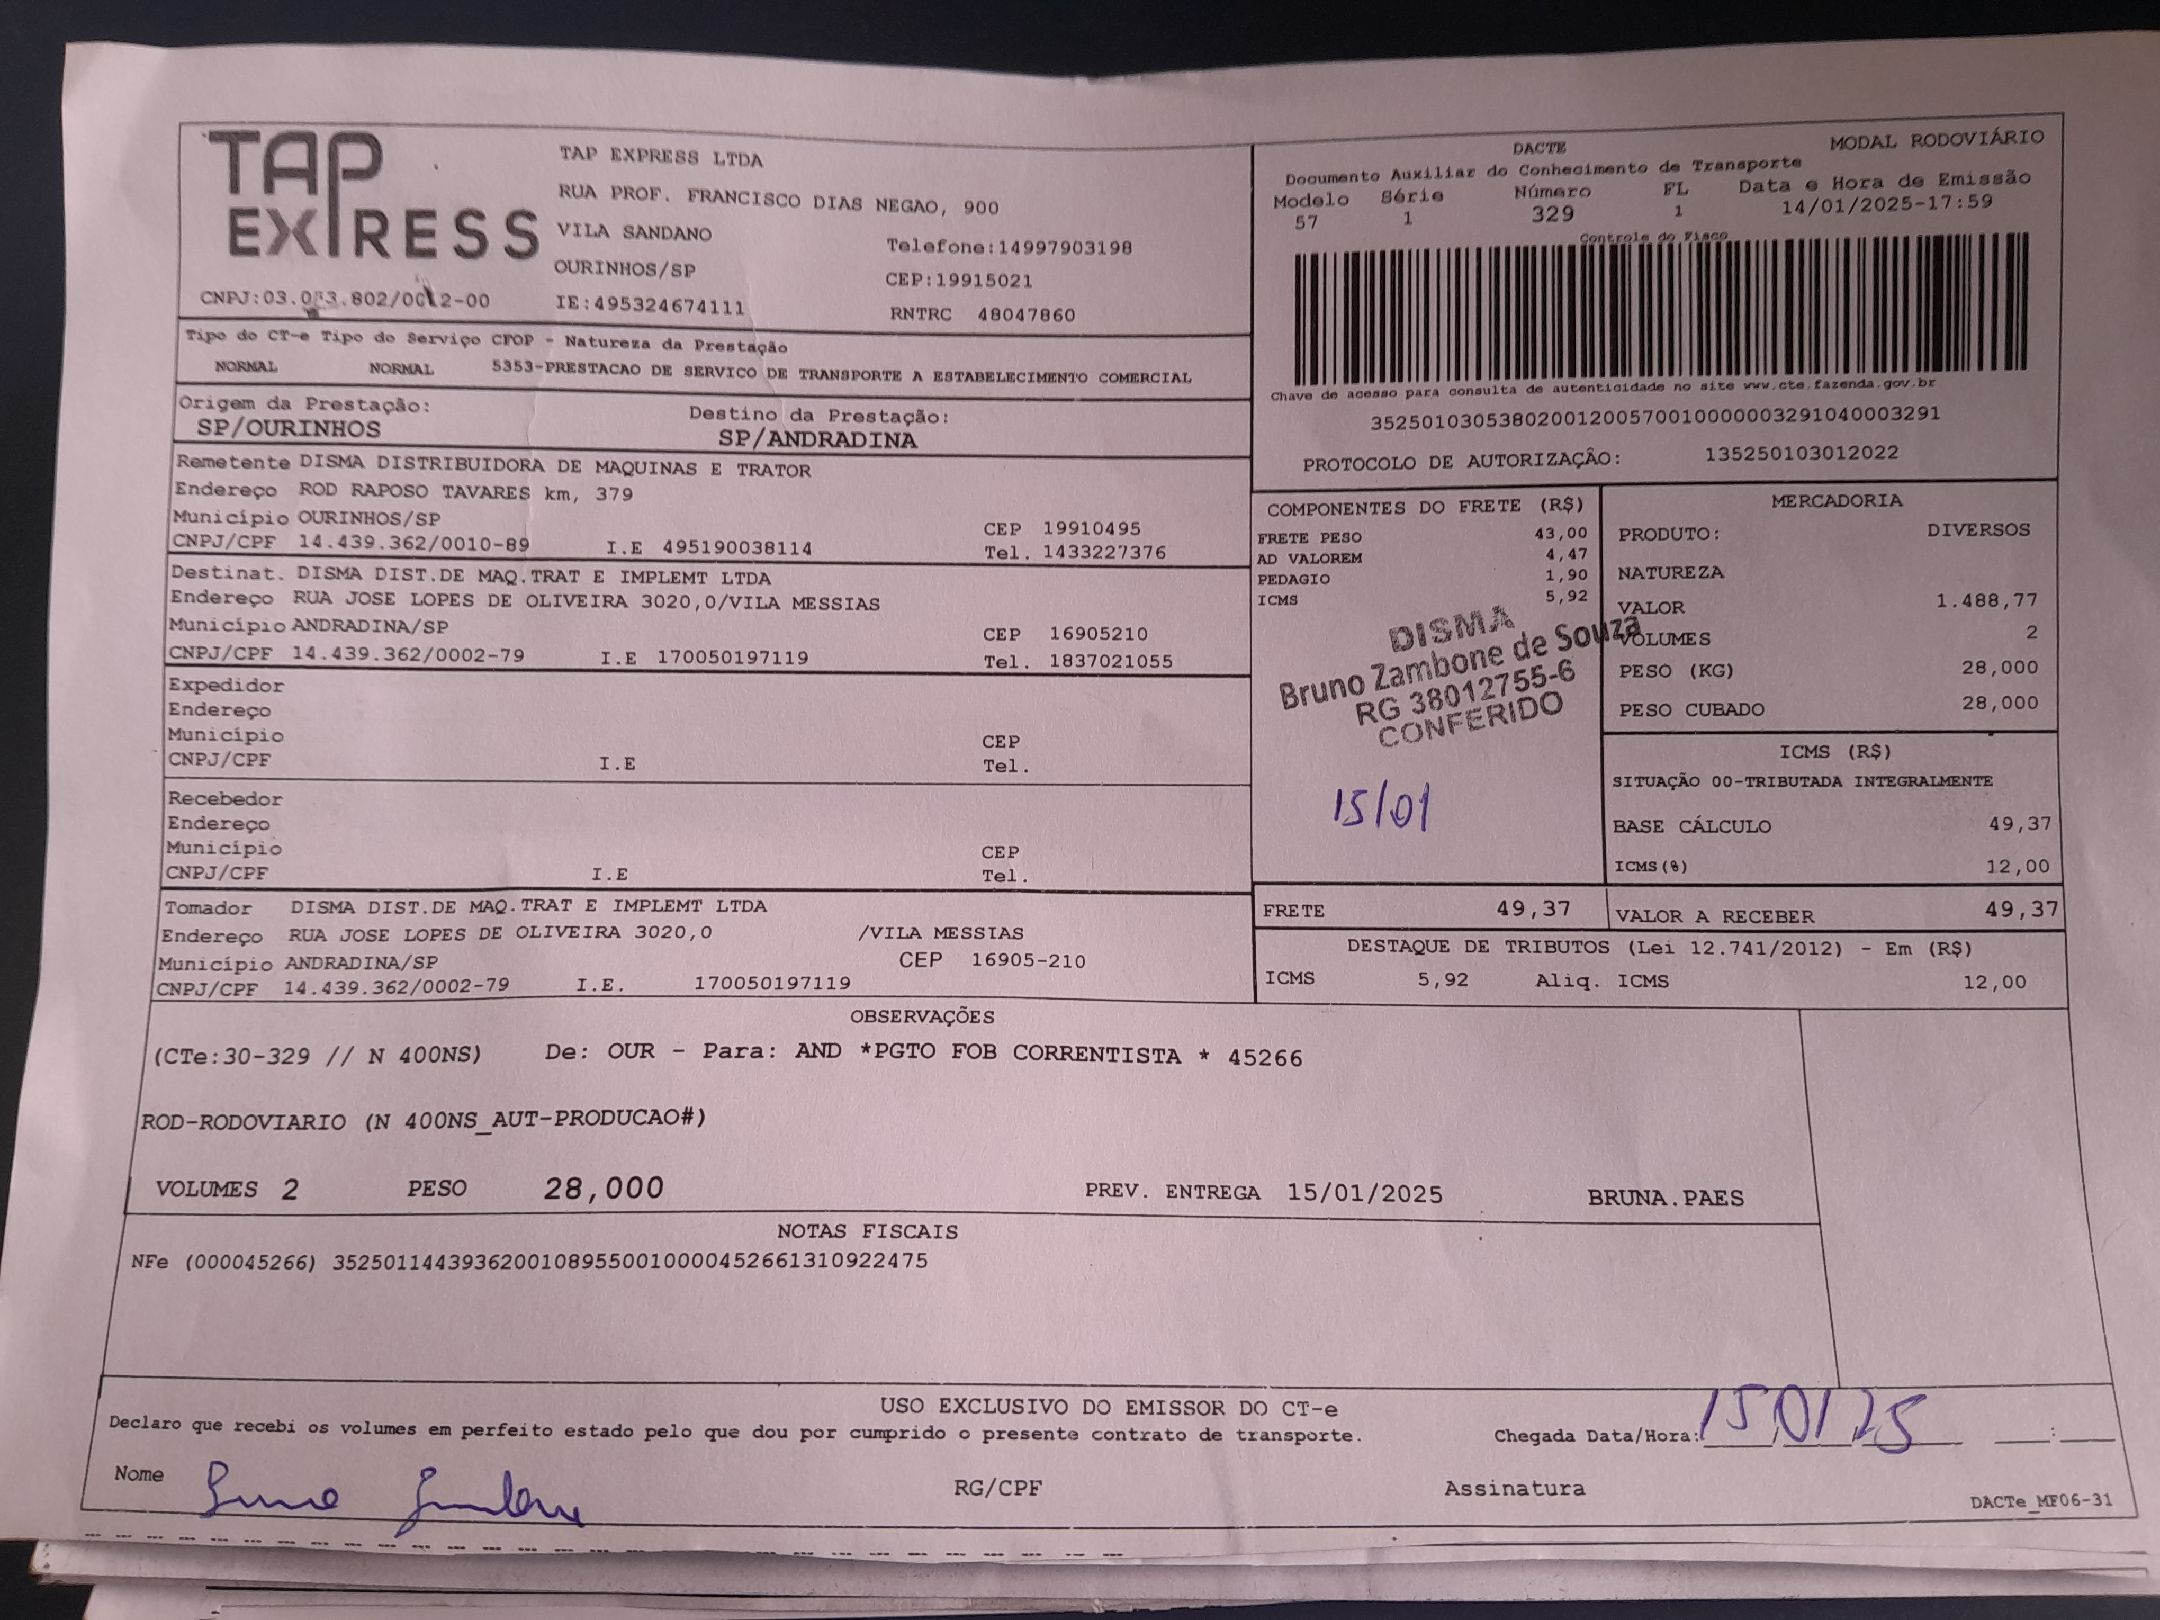 TAP
EXPRESS
TAP EXPRESS LTDA
RUA PROF. FRANCISCO DIAS NEGAO, 900
VILA SANDANO
Telefone:14997903198
OURINHOS/SP
CEP:19915021
CNPJ:03.053.802/0012-00
IE:495324674111
RNTRC 48047860
DACTE
MODAL RODOVIÁRIO
Documento Auxiliar do Conhecimento de Transporte
Modelo Série Número FL Data e Hora de Emissão
57 1 329 1 14/01/2025-17:59
Controle do Fisco
Chave de acesso para consulta de autenticidade no site www.cte.fazenda.gov.br
35250103053802001200570010000003291040003291
PROTOCOLO DE AUTORIZAÇÃO: 135250103012022
Tipo do CT-e Tipo do Serviço CFOP - Natureza da Prestação
NORMAL NORMAL 5353-PRESTACAO DE SERVICO DE TRANSPORTE A ESTABELECIMENTO COMERCIAL
Origem da Prestação: Destino da Prestação:
SP/OURINHOS SP/ANDRADINA
Remetente DISMA DISTRIBUIDORA DE MAQUINAS E TRATOR
Endereço ROD RAPOSO TAVARES km, 379
Município OURINHOS/SP CEP 19910495
CNPJ/CPF 14.439.362/0010-89 I.E 495190038114 Tel. 1433227376
Destinat. DISMA DIST.DE MAQ.TRAT E IMPLEMT LTDA
Endereço RUA JOSE LOPES DE OLIVEIRA 3020,0/VILA MESSIAS
Município ANDRADINA/SP CEP 16905210
CNPJ/CPF 14.439.362/0002-79 I.E 170050197119 Tel. 1837021055
Expedidor
Endereço
Município CEP
CNPJ/CPF I.E Tel.
Recebedor
Endereço
Município CEP
CNPJ/CPF I.E Tel.
Tomador DISMA DIST.DE MAQ.TRAT E IMPLEMT LTDA
Endereço RUA JOSE LOPES DE OLIVEIRA 3020,0 /VILA MESSIAS
Município ANDRADINA/SP CEP 16905-210
CNPJ/CPF 14.439.362/0002-79 I.E. 170050197119
COMPONENTES DO FRETE (R$)
FRETE PESO 43,00
AD VALOREM 4,47
PEDAGIO 1,90
ICMS 5,92
DISMA
Bruno Zambone de Souza
RG 38012755-6
CONFERIDO
15/01
MERCADORIA
PRODUTO: DIVERSOS
NATUREZA
VALOR 1.488,77
VOLUMES 2
PESO (KG) 28,000
PESO CUBADO 28,000
ICMS (R$)
SITUAÇÃO 00-TRIBUTADA INTEGRALMENTE
BASE CÁLCULO 49,37
ICMS(%) 12,00
FRETE 49,37 VALOR A RECEBER 49,37
DESTAQUE DE TRIBUTOS (Lei 12.741/2012) - Em (R$)
ICMS 5,92 Aliq. ICMS 12,00
OBSERVAÇÕES
(CTe:30-329 // N 400NS) De: OUR - Para: AND *PGTO FOB CORRENTISTA * 45266
ROD-RODOVIARIO (N 400NS_AUT-PRODUCAO#)
VOLUMES 2 PESO 28,000 PREV. ENTREGA 15/01/2025 BRUNA.PAES
NOTAS FISCAIS
NFe (000045266) 35250114439362001089550010000452661310922475
USO EXCLUSIVO DO EMISSOR DO CT-e
Declaro que recebi os volumes em perfeito estado pelo que dou por cumprido o presente contrato de transporte.
Chegada Data/Hora: 15/01/25 __:__
Nome Bruno Zambone RG/CPF Assinatura
DACTe_MF06-31